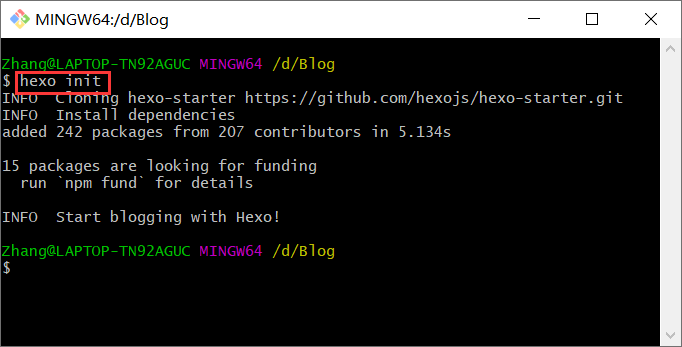 MINGW64:/d/Blog
Zhang@LAPTOP-TN92AGUC MINGW64 /d/Blog
$ hexo init
INFO  Cloning hexo-starter https://github.com/hexojs/hexo-starter.git
INFO  Install dependencies
added 242 packages from 207 contributors in 5.134s
15 packages are looking for funding
  run `npm fund` for details
INFO  Start blogging with Hexo!
Zhang@LAPTOP-TN92AGUC MINGW64 /d/Blog
$